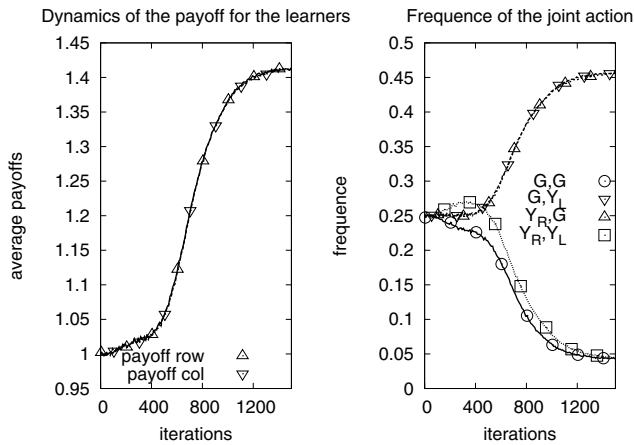 Dynamics of the payoff for the learners
1.45
1.4
1.35
1.3
1.25
1.2
1.15
1.1
1.05
1
0.95
average payoffs
payoff row
payoff col
0 400 800 1200
iterations
Frequence of the joint action
0.5
0.45
0.4
0.35
0.3
0.25
0.2
0.15
0.1
0.05
0
frequence
G,G
G,Y_L
Y_R,G
Y_R,Y_L
0 400 800 1200
iterations